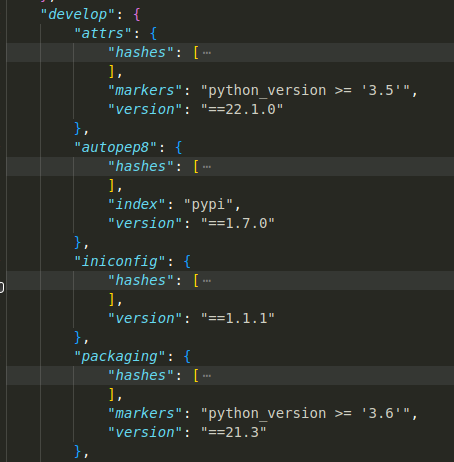 "develop": {
"attrs": {
"hashes": [⋯
],
"markers": "python_version >= '3.5'",
"version": "==22.1.0"
},
"autopep8": {
"hashes": [⋯
],
"index": "pypi",
"version": "==1.7.0"
},
"iniconfig": {
"hashes": [⋯
],
"version": "==1.1.1"
},
"packaging": {
"hashes": [⋯
],
"markers": "python_version >= '3.6'",
"version": "==21.3"
},